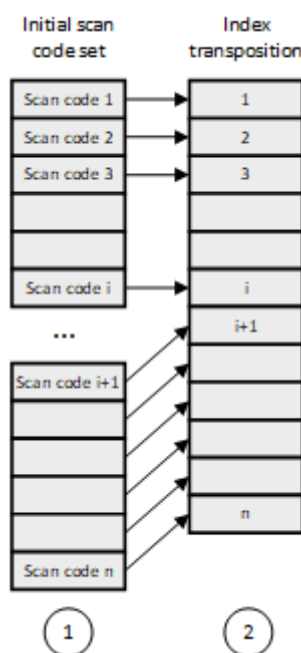 Initial scan
code set
Index
transposition
Scan code 1
1
Scan code 2
2
Scan code 3
3
Scan code i
i
...
i+1
Scan code i+1
Scan code n
n
1
2